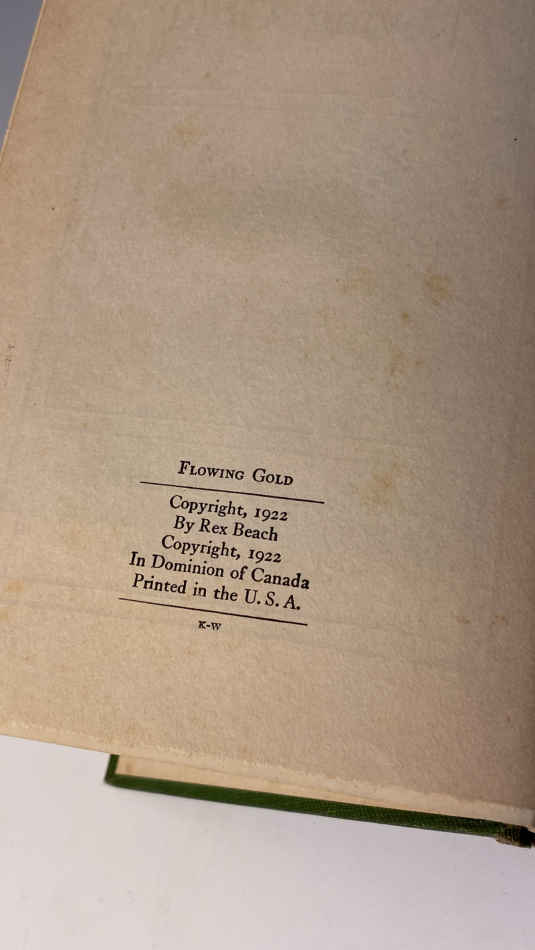 Flowing Gold
Copyright, 1922
By Rex Beach
Copyright, 1922
In Dominion of Canada
Printed in the U. S. A.
K-W